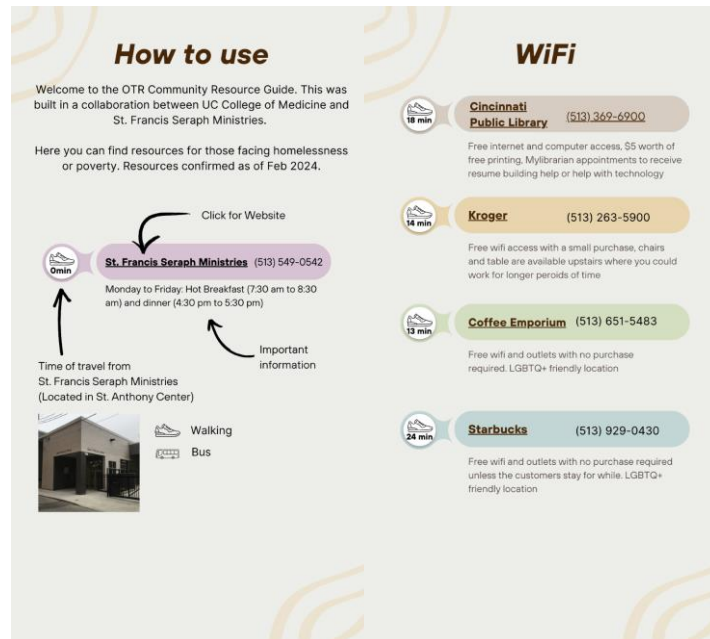 How to use
Welcome to the OTR Community Resource Guide. This was
built in a collaboration between UC College of Medicine and
St. Francis Seraph Ministries.
Here you can find resources for those facing homelessness
or poverty. Resources confirmed as of Feb 2024.
Click for Website
0min
St. Francis Seraph Ministries (513) 549-0542
Monday to Friday: Hot Breakfast (7:30 am to 8:30
am) and dinner (4:30 pm to 5:30 pm)
Important
information
Time of travel from
St. Francis Seraph Ministries
(Located in St. Anthony Center)
Walking
Bus
WiFi
18 min
Cincinnati
Public Library (513) 369-6900
Free internet and computer access, $5 worth of
free printing, Mylibrarian appointments to receive
resume building help or help with technology
14 min
Kroger (513) 263-5900
Free wifi access with a small purchase, chairs
and table are available upstairs where you could
work for longer peroids of time
13 min
Coffee Emporium (513) 651-5483
Free wifi and outlets with no purchase
required. LGBTQ+ friendly location
24 min
Starbucks (513) 929-0430
Free wifi and outlets with no purchase required
unless the customers stay for while. LGBTQ+
friendly location